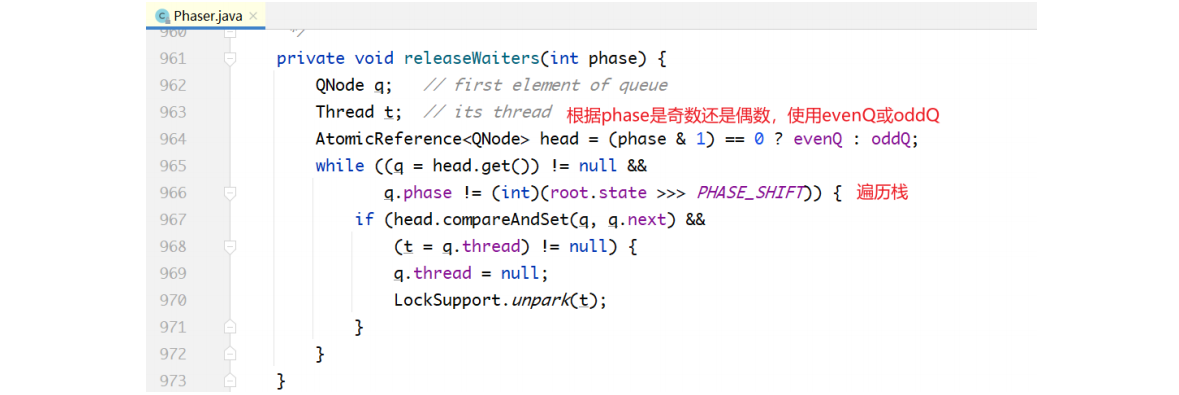 Phaser.java
960 */
961 private void releaseWaiters(int phase) {
962 QNode q; // first element of queue
963 Thread t; // its thread 根据phase是奇数还是偶数，使用evenQ或oddQ
964 AtomicReference<QNode> head = (phase & 1) == 0 ? evenQ : oddQ;
965 while ((q = head.get()) != null &&
966 q.phase != (int)(root.state >>> PHASE_SHIFT)) { 遍历栈
967 if (head.compareAndSet(q, q.next) &&
968 (t = q.thread) != null) {
969 q.thread = null;
970 LockSupport.unpark(t);
971 }
972 }
973 }